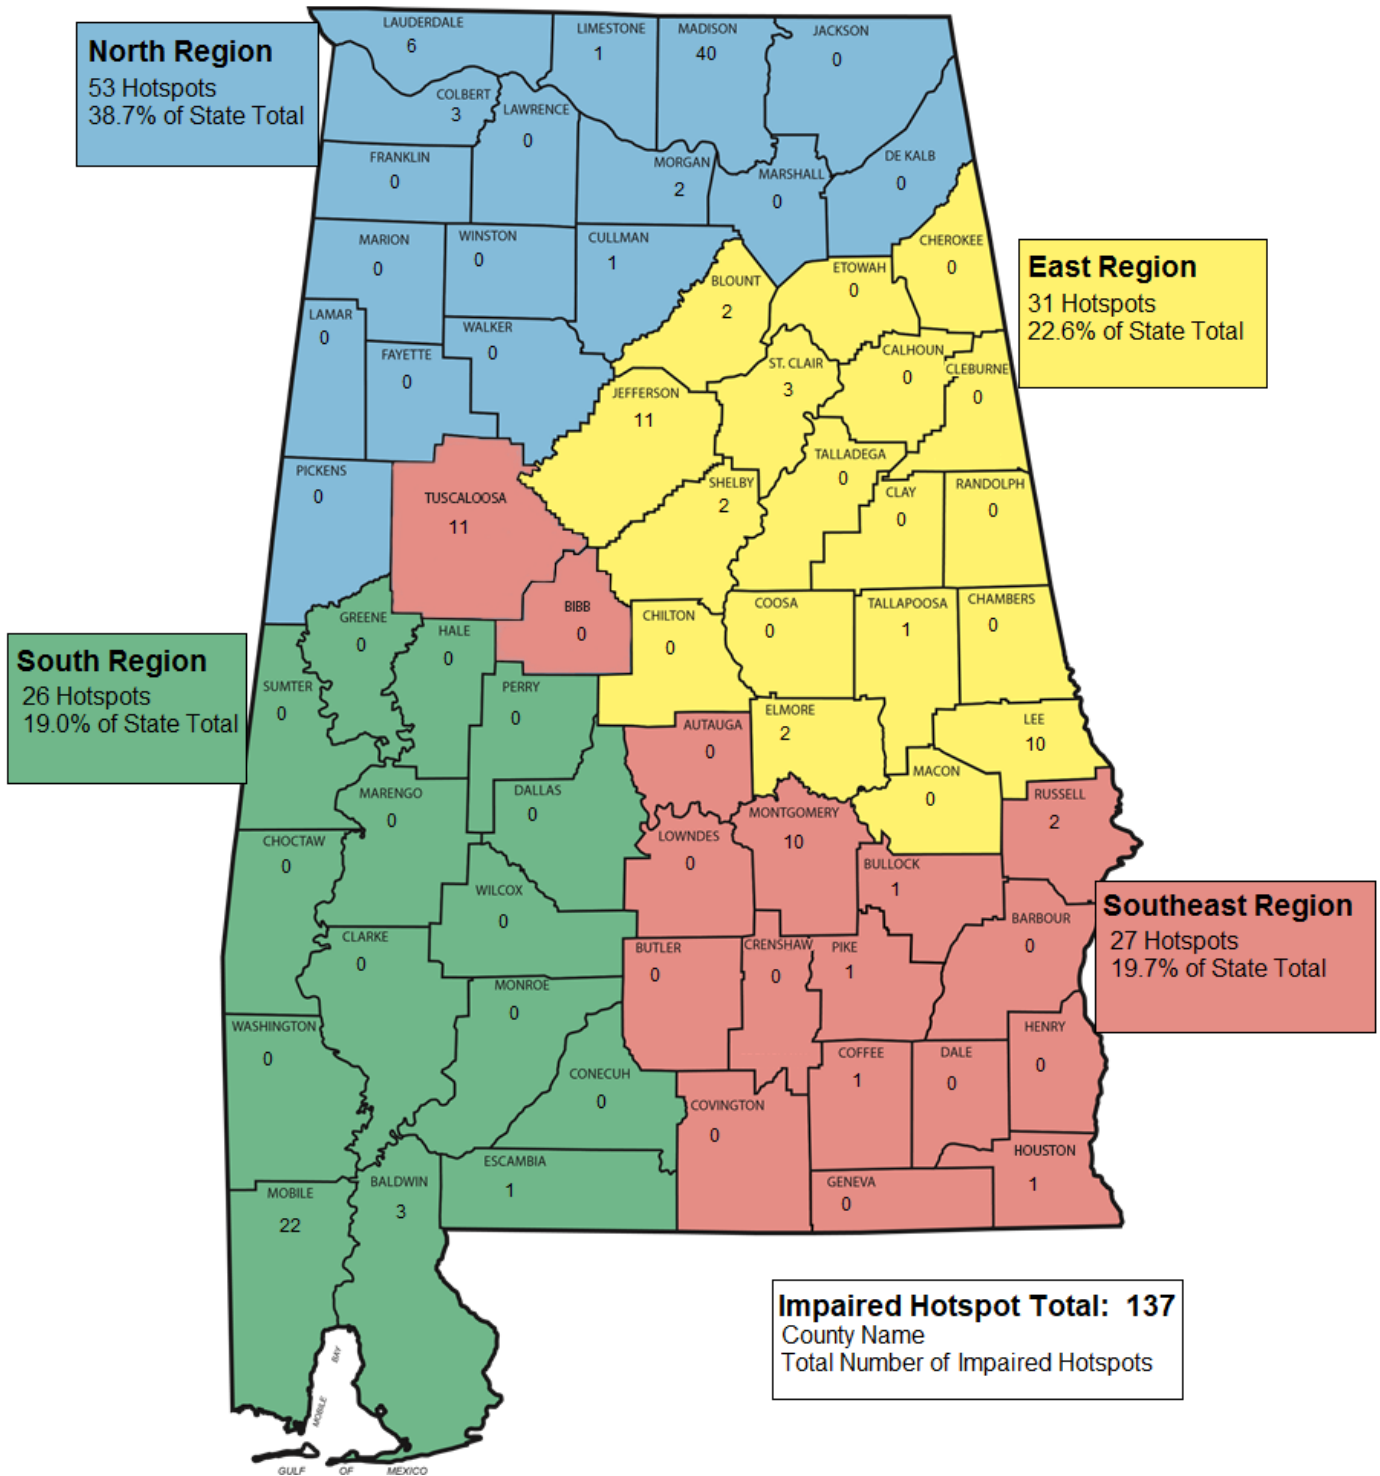 North Region
53 Hotspots
38.7% of State Total
LAUDERDALE
6
LIMESTONE
1
MADISON
40
JACKSON
0
COLBERT
3
LAWRENCE
0
FRANKLIN
0
MORGAN
2
MARSHALL
0
DE KALB
0
MARION
0
WINSTON
0
CULLMAN
1
LAMAR
0
FAYETTE
0
WALKER
0
PICKENS
0
East Region
31 Hotspots
22.6% of State Total
CHEROKEE
0
ETOWAH
0
BLOUNT
2
ST. CLAIR
3
CALHOUN
0
CLEBURNE
0
JEFFERSON
11
TALLADEGA
0
SHELBY
2
CLAY
0
RANDOLPH
0
CHILTON
0
COOSA
0
TALLAPOOSA
1
CHAMBERS
0
ELMORE
2
LEE
10
MACON
0
TUSCALOOSA
11
BIBB
0
South Region
26 Hotspots
19.0% of State Total
GREENE
0
HALE
0
SUMTER
0
PERRY
0
MARENGO
0
DALLAS
0
CHOCTAW
0
WILCOX
0
CLARKE
0
MONROE
0
WASHINGTON
0
CONECUH
0
ESCAMBIA
1
MOBILE
22
BALDWIN
3
AUTAUGA
0
LOWNDES
0
MONTGOMERY
10
RUSSELL
2
BULLOCK
1
Southeast Region
27 Hotspots
19.7% of State Total
BARBOUR
0
BUTLER
0
CRENSHAW
0
PIKE
1
HENRY
0
COFFEE
1
DALE
0
COVINGTON
0
GENEVA
0
HOUSTON
1
Impaired Hotspot Total: 137
County Name
Total Number of Impaired Hotspots
MOBILE BAY
GULF OF MEXICO